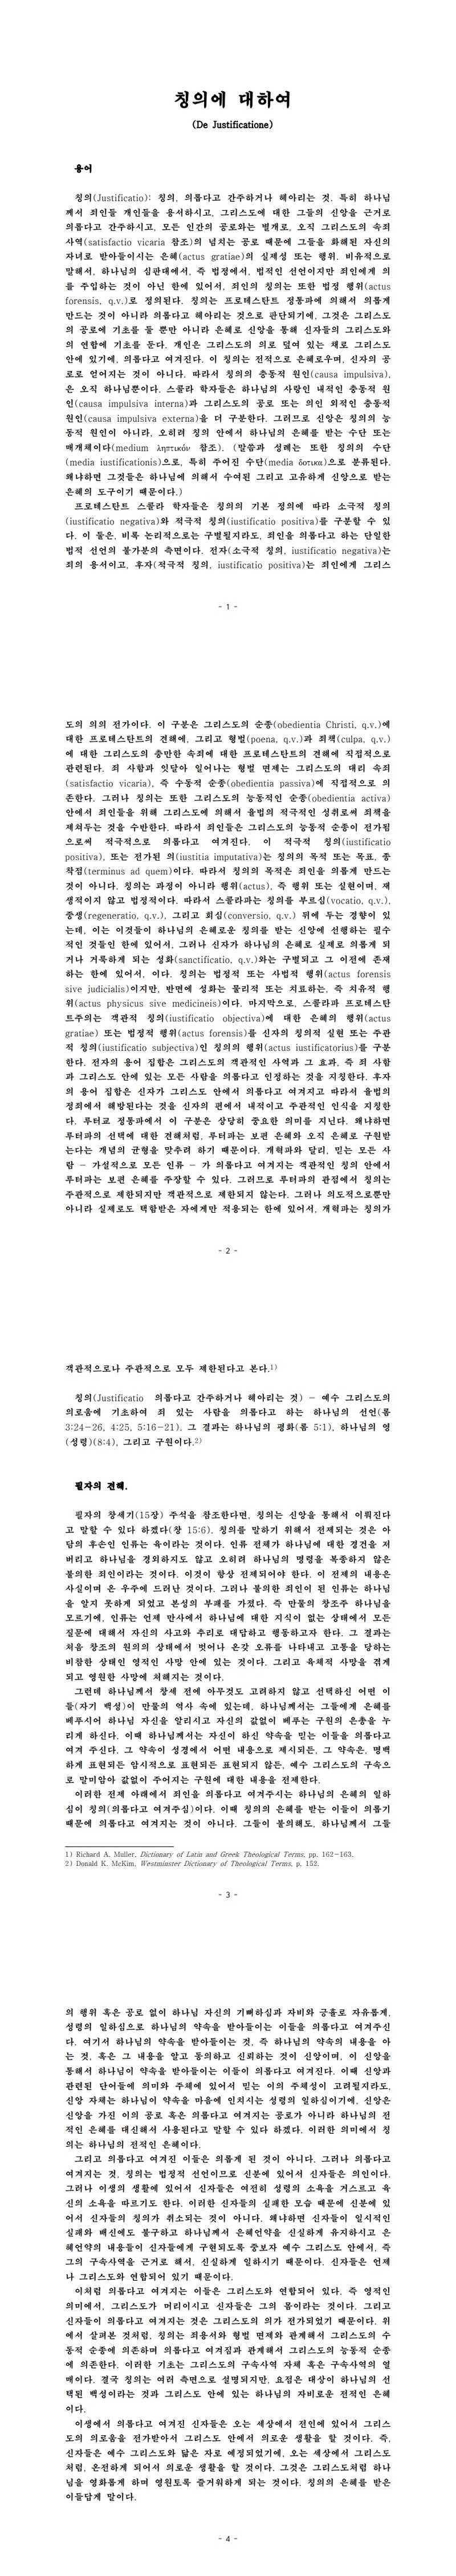 칭의에 대하여
(De Justificatione)
용어
칭의(Justificatio): 칭의, 의롭다고 간주하거나 헤아리는 것. 특히 하나님
께서 죄인들 개인들을 용서하시고, 그리스도에 대한 그들의 신앙을 근거로
의롭다고 간주하시고, 모든 인간의 공로와는 별개로, 오직 그리스도의 속죄
사역(satisfactio vicaria 참조)의 넘치는 공로 때문에 그들을 화해된 자신의
자녀로 받아들이시는 은혜(actus gratiae)의 실제성 또는 행위. 비유적으로
말해서, 하나님의 심판대에서, 즉 법정에서, 법적인 선언이지만 죄인에게 의
를 주입하는 것이 아닌 한에 있어서, 죄인의 칭의는 또한 법정 행위(actus
forensis, q.v.)로 정의된다. 칭의는 프로테스탄트 정통파에 의해서 의롭게
만드는 것이 아니라 의롭다고 헤아리는 것으로 판단되기에, 그것은 그리스도
의 공로에 기초를 둘 뿐만 아니라 은혜로 신앙을 통해 신자들의 그리스도와
의 연합에 기초를 둔다. 개인은 그리스도의 의로 덮여 있는 채로 그리스도
안에 있기에, 의롭다고 여겨진다. 이 칭의는 전적으로 은혜로우며, 신자의 공
로로 얻어지는 것이 아니다. 따라서 칭의의 충동적 원인(causa impulsiva),
은 오직 하나님뿐이다. 스콜라 학자들은 하나님의 사랑인 내적인 충동적 원
인(causa impulsiva interna)과 그리스도의 공로 또는 의인 외적인 충동적
원인(causa impulsiva externa)을 더 구분한다. 그러므로 신앙은 칭의의 능
동적 원인이 아니라, 오히려 칭의 안에서 하나님의 은혜를 받는 수단 또는
매개체이다(medium ληπτικόν 참조). (말씀과 성례는 또한 칭의의 수단
(media iustificationis)으로, 특히 주어진 수단(media δοτικα)으로 분류된다.
왜냐하면 그것들은 하나님에 의해서 수여된 그리고 고유하게 신앙으로 받는
은혜의 도구이기 때문이다.)
프로테스탄트 스콜라 학자들은 칭의의 기본 정의에 따라 소극적 칭의
(iustificatio negativa)와 적극적 칭의(iustificatio positiva)를 구분할 수 있
다. 이 둘은, 비록 논리적으로는 구별될지라도, 죄인을 의롭다고 하는 단일한
법적 선언의 불가분의 측면이다. 전자(소극적 칭의, iustificatio negativa)는
죄의 용서이고, 후자(적극적 칭의, iustificatio positiva)는 죄인에게 그리스
- 1 -
도의 의의 전가이다. 이 구분은 그리스도의 순종(obedientia Christi, q.v.)에
대한 프로테스탄트의 견해에, 그리고 형벌(poena, q.v.)과 죄책(culpa, q.v.)
에 대한 그리스도의 충만한 속죄에 대한 프로테스탄트의 견해에 직접적으로
관련된다. 죄 사함과 잇달아 일어나는 형벌 면제는 그리스도의 대리 속죄
(satisfactio vicaria), 즉 수동적 순종(obedientia passiva)에 직접적으로 의
존한다. 그러나 칭의는 또한 그리스도의 능동적인 순종(obedientia activa)
안에서 죄인들을 위해 그리스도에 의해서 율법의 적극적인 성취로써 죄책을
제쳐두는 것을 수반한다. 따라서 죄인들은 그리스도의 능동적 순종이 전가됨
으로써 적극적으로 의롭다고 여겨진다. 이 적극적 칭의(iustificatio
positiva), 또는 전가된 의(iustitia imputativa)는 칭의의 목적 또는 목표, 종
착점(terminus ad quem)이다. 따라서 칭의의 목적은 죄인을 의롭게 만드는
것이 아니다. 칭의는 과정이 아니라 행위(actus), 즉 행위 또는 실현이며, 재
생적이지 않고 법정적이다. 따라서 스콜라파는 칭의를 부르심(vocatio, q.v.),
중생(regeneratio, q.v.), 그리고 회심(conversio, q.v.) 뒤에 두는 경향이 있
는데, 이는 이것들이 하나님의 은혜로운 칭의를 받는 신앙에 선행하는 필수
적인 것들인 한에 있어서, 그러나 신자가 하나님의 은혜로 실제로 의롭게 되
거나 거룩하게 되는 성화(sanctificatio, q.v.)와는 구별되고 그 이전에 존재
하는 한에 있어서, 이다. 칭의는 법정적 또는 사법적 행위(actus forensis
sive judicialis)이지만, 반면에 성화는 물리적 또는 치료하는, 즉 치유적 행
위(actus physicus sive medicineis)이다. 마지막으로, 스콜라파 프로테스탄
트주의는 객관적 칭의(iustificatio objectiva)에 대한 은혜의 행위(actus
gratiae) 또는 법정적 행위(actus forensis)를 신자의 칭의적 실현 또는 주관
적 칭의(iustificatio subjectiva)인 칭의의 행위(actus iustificatorius)를 구분
한다. 전자의 용어 집합은 그리스도의 객관적인 사역과 그 효과, 즉 죄 사함
과 그리스도 안에 있는 모든 사람을 의롭다고 인정하는 것을 지칭한다. 후자
의 용어 집합은 신자가 그리스도 안에서 의롭다고 여겨지고 따라서 율법의
정죄에서 해방된다는 것을 신자의 편에서 내적이고 주관적인 인식을 지칭한
다. 루터교 정통파에서 이 구분은 상당히 중요한 의미를 지닌다. 왜냐하면
루터파의 선택에 대한 견해처럼, 루터파는 보편 은혜와 오직 은혜로 구원받
는다는 개념의 균형을 맞추려 하기 때문이다. 개혁파와 달리, 믿는 모든 사
람 - 가설적으로 모든 인류 - 가 의롭다고 여겨지는 객관적인 칭의 안에서
루터파는 보편 은혜를 주장할 수 있다. 그러므로 루터파의 관점에서 칭의는
주관적으로 제한되지만 객관적으로 제한되지 않는다. 그러나 의도적으로뿐만
아니라 실제로도 택함받은 자에게만 적용되는 한에 있어서, 개혁파는 칭의가
- 2 -
객관적으로나 주관적으로 모두 제한된다고 본다.1)
칭의(Justificatio 의롭다고 간주하거나 헤아리는 것) - 예수 그리스도의
의로움에 기초하여 죄 있는 사람을 의롭다고 하는 하나님의 선언(롬
3:24-26, 4:25, 5:16-21). 그 결과는 하나님의 평화(롬 5:1), 하나님의 영
(성령)(8:4), 그리고 구원이다.2)
필자의 견해.
필자의 창세기(15장) 주석을 참조한다면, 칭의는 신앙을 통해서 이뤄진다
고 말할 수 있다 하겠다(창 15:6). 칭의를 말하기 위해서 전제되는 것은 아
담의 후손인 인류는 육이라는 것이다. 인류 전체가 하나님에 대한 경건을 저
버리고 하나님을 경외하지도 않고 오히려 하나님의 명령을 복종하지 않은
불의한 죄인이라는 것이다. 이것이 항상 전제되어야 한다. 이 전제의 내용은
사실이며 온 우주에 드러난 것이다. 그러나 불의한 죄인이 된 인류는 하나님
을 알지 못하게 되었고 본성의 부패를 가졌다. 즉 만물의 창조주 하나님을
모르기에, 인류는 언제 만사에서 하나님에 대한 지식이 없는 상태에서 모든
질문에 대해서 자신의 사고와 추리로 대답하고 행동하고자 한다. 그 결과는
처음 창조의 원의의 상태에서 벗어나 온갖 오류를 나타내고 고통을 당하는
비참한 상태인 영적인 사망 안에 있는 것이다. 그리고 육체적 사망을 겪게
되고 영원한 사망에 처해지는 것이다.
그런데 하나님께서 창세 전에 아무것도 고려하지 않고 선택하신 어떤 이
들(자기 백성)이 만물의 역사 속에 있는데, 하나님께서는 그들에게 은혜를
베푸시어 하나님 자신을 알리시고 자신의 값없이 베푸는 구원의 은총을 누
리게 하신다. 이때 하나님께서는 자신이 하신 약속을 믿는 이들을 의롭다고
여겨 주신다. 그 약속이 성경에서 어떤 내용으로 제시되든, 그 약속은, 명백
하게 표현되든 암시적으로 표현되든 표현되지 않든, 예수 그리스도의 구속으
로 말미암아 값없이 주어지는 구원에 대한 내용을 전제한다.
이러한 전제 아래에서 죄인을 의롭다고 여겨주시는 하나님의 은혜의 일하
심이 칭의(의롭다고 여겨주심)이다. 이때 칭의의 은혜를 받는 이들이 의롭기
때문에 의롭다고 여겨지는 것이 아니다. 그들이 불의해도, 하나님께서 그들
1) Richard A. Muller, Dictionary of Latin and Greek Theological Terms, pp. 162-163.
2) Donald K. McKim, Westminster Dictionary of Theological Terms, p. 152.
- 3 -
의 행위 혹은 공로 없이 하나님 자신의 기뻐하심과 자비와 긍휼로 자유롭게,
성령의 일하심으로 하나님의 약속을 받아들이는 이들을 의롭다고 여겨주신
다. 여기서 하나님의 약속을 받아들이는 것, 즉 하나님의 약속의 내용을 아
는 것, 혹은 그 내용을 알고 동의하고 신뢰하는 것이 신앙이며, 이 신앙을
통해서 하나님이 약속을 받아들이는 이들이 의롭다고 여겨진다. 이때 신앙과
관련된 단어들에 의미와 주체에 있어서 믿는 이의 주체성이 고려될지라도,
신앙 자체는 하나님이 약속을 마음에 인치시는 성령의 일하심이기에, 신앙은
신앙을 가진 이의 공로 혹은 의롭다고 여겨지는 공로가 아니라 하나님의 전
적인 은혜를 대신해서 사용된다고 말할 수 있다 하겠다. 이러한 의미에서 칭
의는 하나님의 전적인 은혜이다.
그리고 의롭다고 여겨진 이들은 의롭게 된 것이 아니다. 그러나 의롭다고
여겨지는 것, 칭의는 법정적 선언이므로 신분에 있어서 신자들은 의인이다.
그러나 이생의 생활에 있어서 신자들은 여전히 성령의 소욕을 거스르고 육
신의 소욕을 따르기도 한다. 이러한 신자들의 실패한 모습 때문에 신분에 있
어서 신자들의 칭의가 취소되는 것이 아니다. 왜냐하면 신자들이 일시적인
실패와 배신에도 불구하고 하나님께서 은혜언약을 신실하게 유지하시고 은
혜언약의 내용들이 신자들에게 구현되도록 중보자 예수 그리스도 안에서, 즉
그의 구속사역을 근거로 해서, 신실하게 일하시기 때문이다. 신자들은 언제
나 그리스도와 연합되어 있기 때문이다.
이처럼 의롭다고 여겨지는 이들은 그리스도와 연합되어 있다. 즉 영적인
의미에서, 그리스도가 머리이시고 신자들은 그의 몸이라는 것이다. 그리고
신자들이 의롭다고 여겨지는 것은 그리스도의 의가 전가되었기 때문이다. 위
에서 살펴본 것처럼, 칭의는 죄용서와 형벌 면제와 관계해서 그리스도의 수
동적 순종에 의존하며 의롭다고 여겨짐과 관계해서 그리스도의 능동적 순종
에 의존한다. 이러한 기초는 그리스도의 구속사역 자체 혹은 구속사역의 열
매이다. 결국 칭의는 여러 측면으로 설명되지만, 요점은 대상이 하나님의 선
택된 백성이라는 것과 그리스도 안에 있는 하나님의 자비로운 전적인 은혜
이다.
이생에서 의롭다고 여겨진 신자들은 오는 세상에서 전인에 있어서 그리스
도의 의로움을 전가받아서 그리스도 안에서 의로운 생활을 할 것이다. 즉,
신자들은 예수 그리스도와 닮은 자로 예정되었기에, 오는 세상에서 그리스도
처럼, 온전하게 되어서 의로운 생활을 할 것이다. 그것은 그리스도처럼 하나
님을 영화롭게 하며 영원토록 즐거워하게 되는 것이다. 칭의의 은혜를 받은
이들답게 말이다.
- 4 -